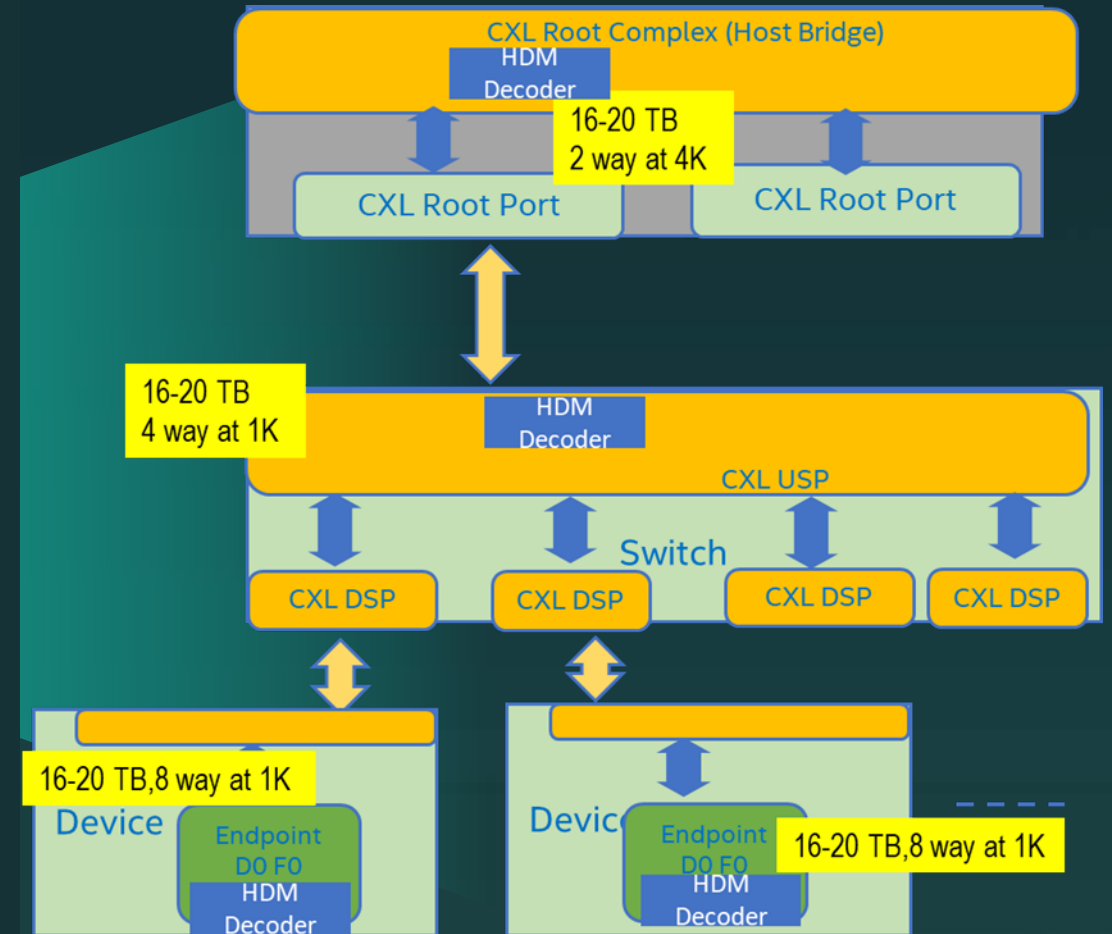 CXL Root Complex (Host Bridge)
HDM
Decoder
16-20 TB
2 way at 4K
CXL Root Port
CXL Root Port
16-20 TB
4 way at 1K
HDM
Decoder
CXL USP
Switch
CXL DSP
CXL DSP
CXL DSP
CXL DSP
16-20 TB,8 way at 1K
Device
Endpoint
D0 F0
HDM
Decoder
Devic
Endpoint
D0 F0
HDM
Decoder
16-20 TB,8 way at 1K